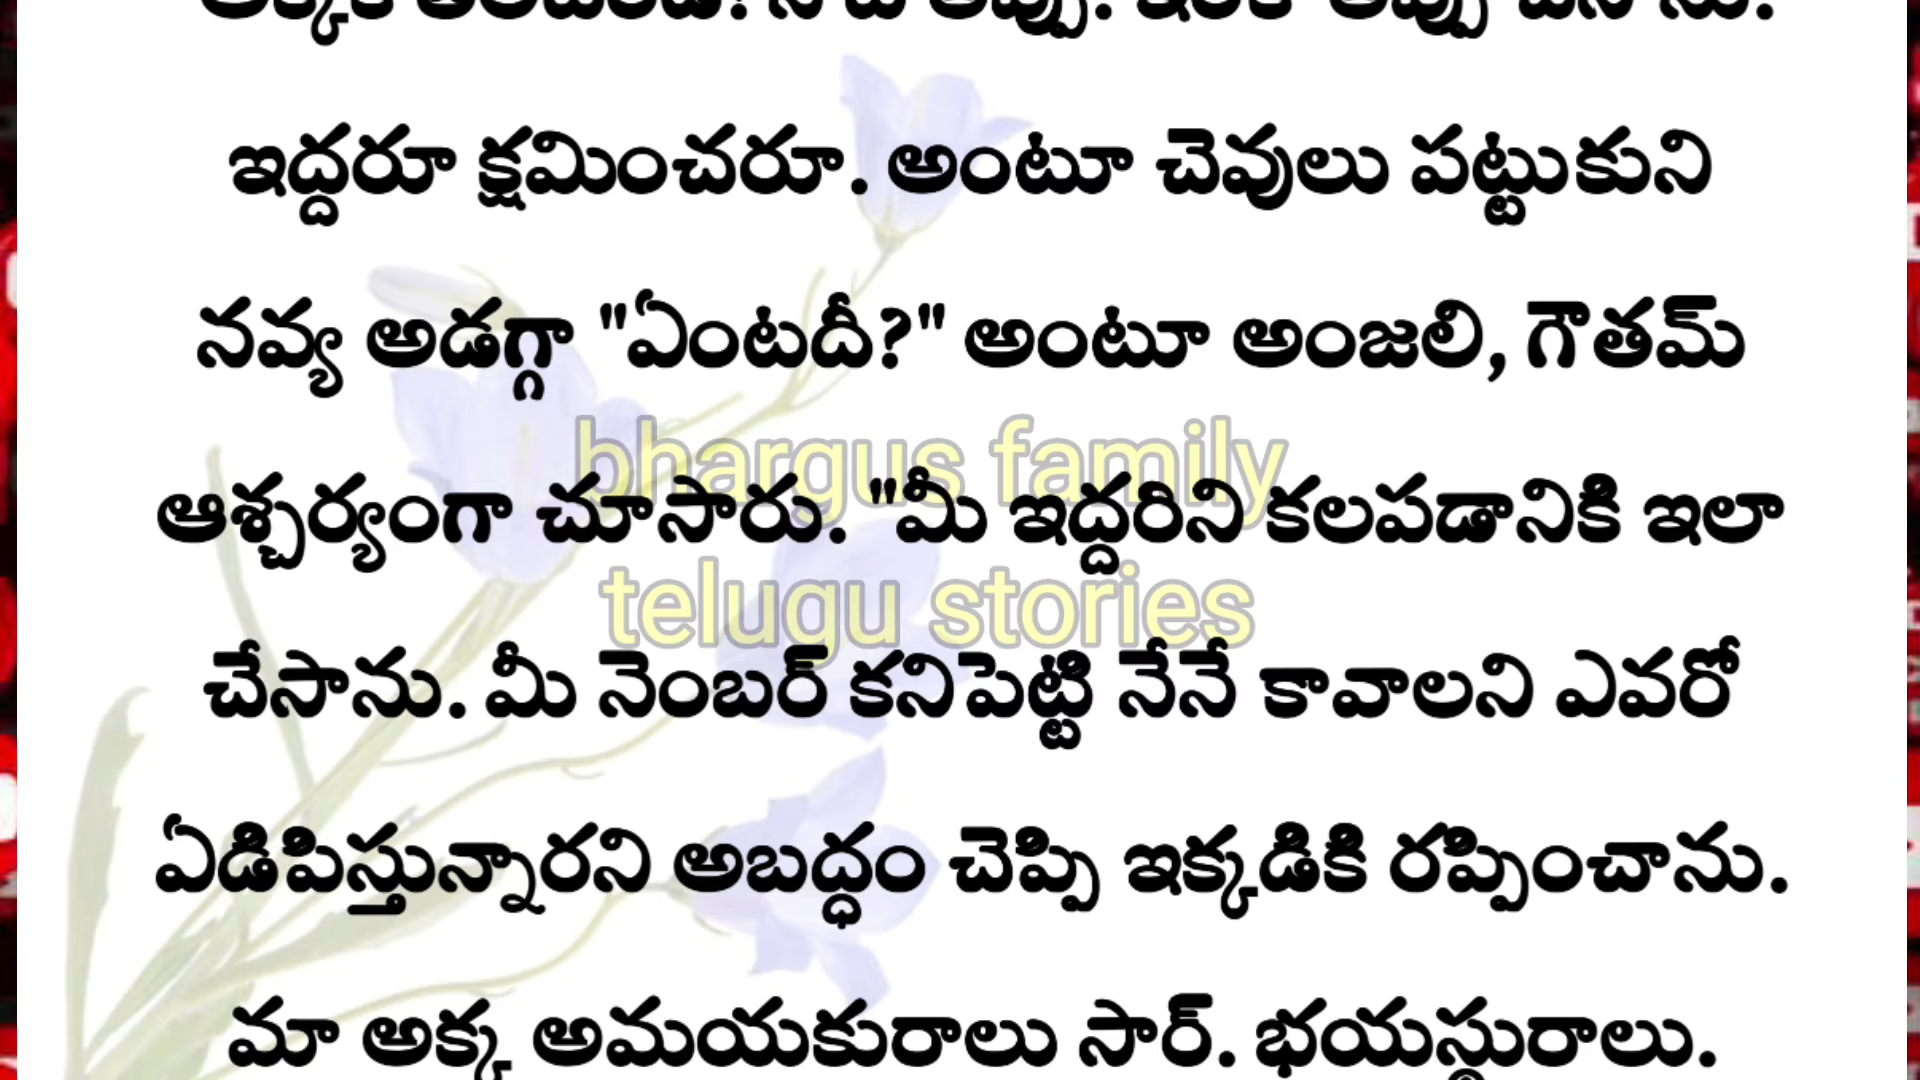 ఇద్దరూ క్షమించరూ. అంటూ చెవులు పట్టుకుని
నవ్య అడగ్గా "ఏంటదీ?" అంటూ అంజలి, గౌతమ్
ఆశ్చర్యంగా చూసారు. "మీ ఇద్దరిని కలపడానికి ఇలా
bhargus family
telugu stories
చేసాను. మీ నెంబర్ కనిపెట్టి నేనే కావాలని ఎవరో
ఏడిపిస్తున్నారని అబద్ధం చెప్పి ఇక్కడికి రప్పించాను.
మా అక్క అమయకురాలు సార్. భయస్థురాలు.